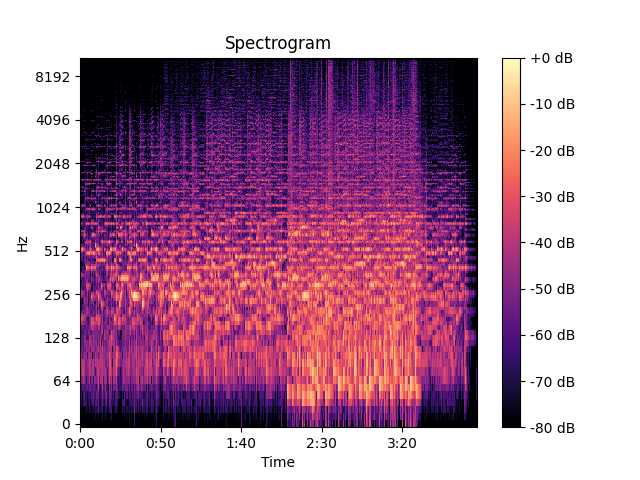 Spectrogram
Hz
8192
4096
2048
1024
512
256
128
64
0
0:00 0:50 1:40 2:30 3:20
Time
+0 dB
-10 dB
-20 dB
-30 dB
-40 dB
-50 dB
-60 dB
-70 dB
-80 dB